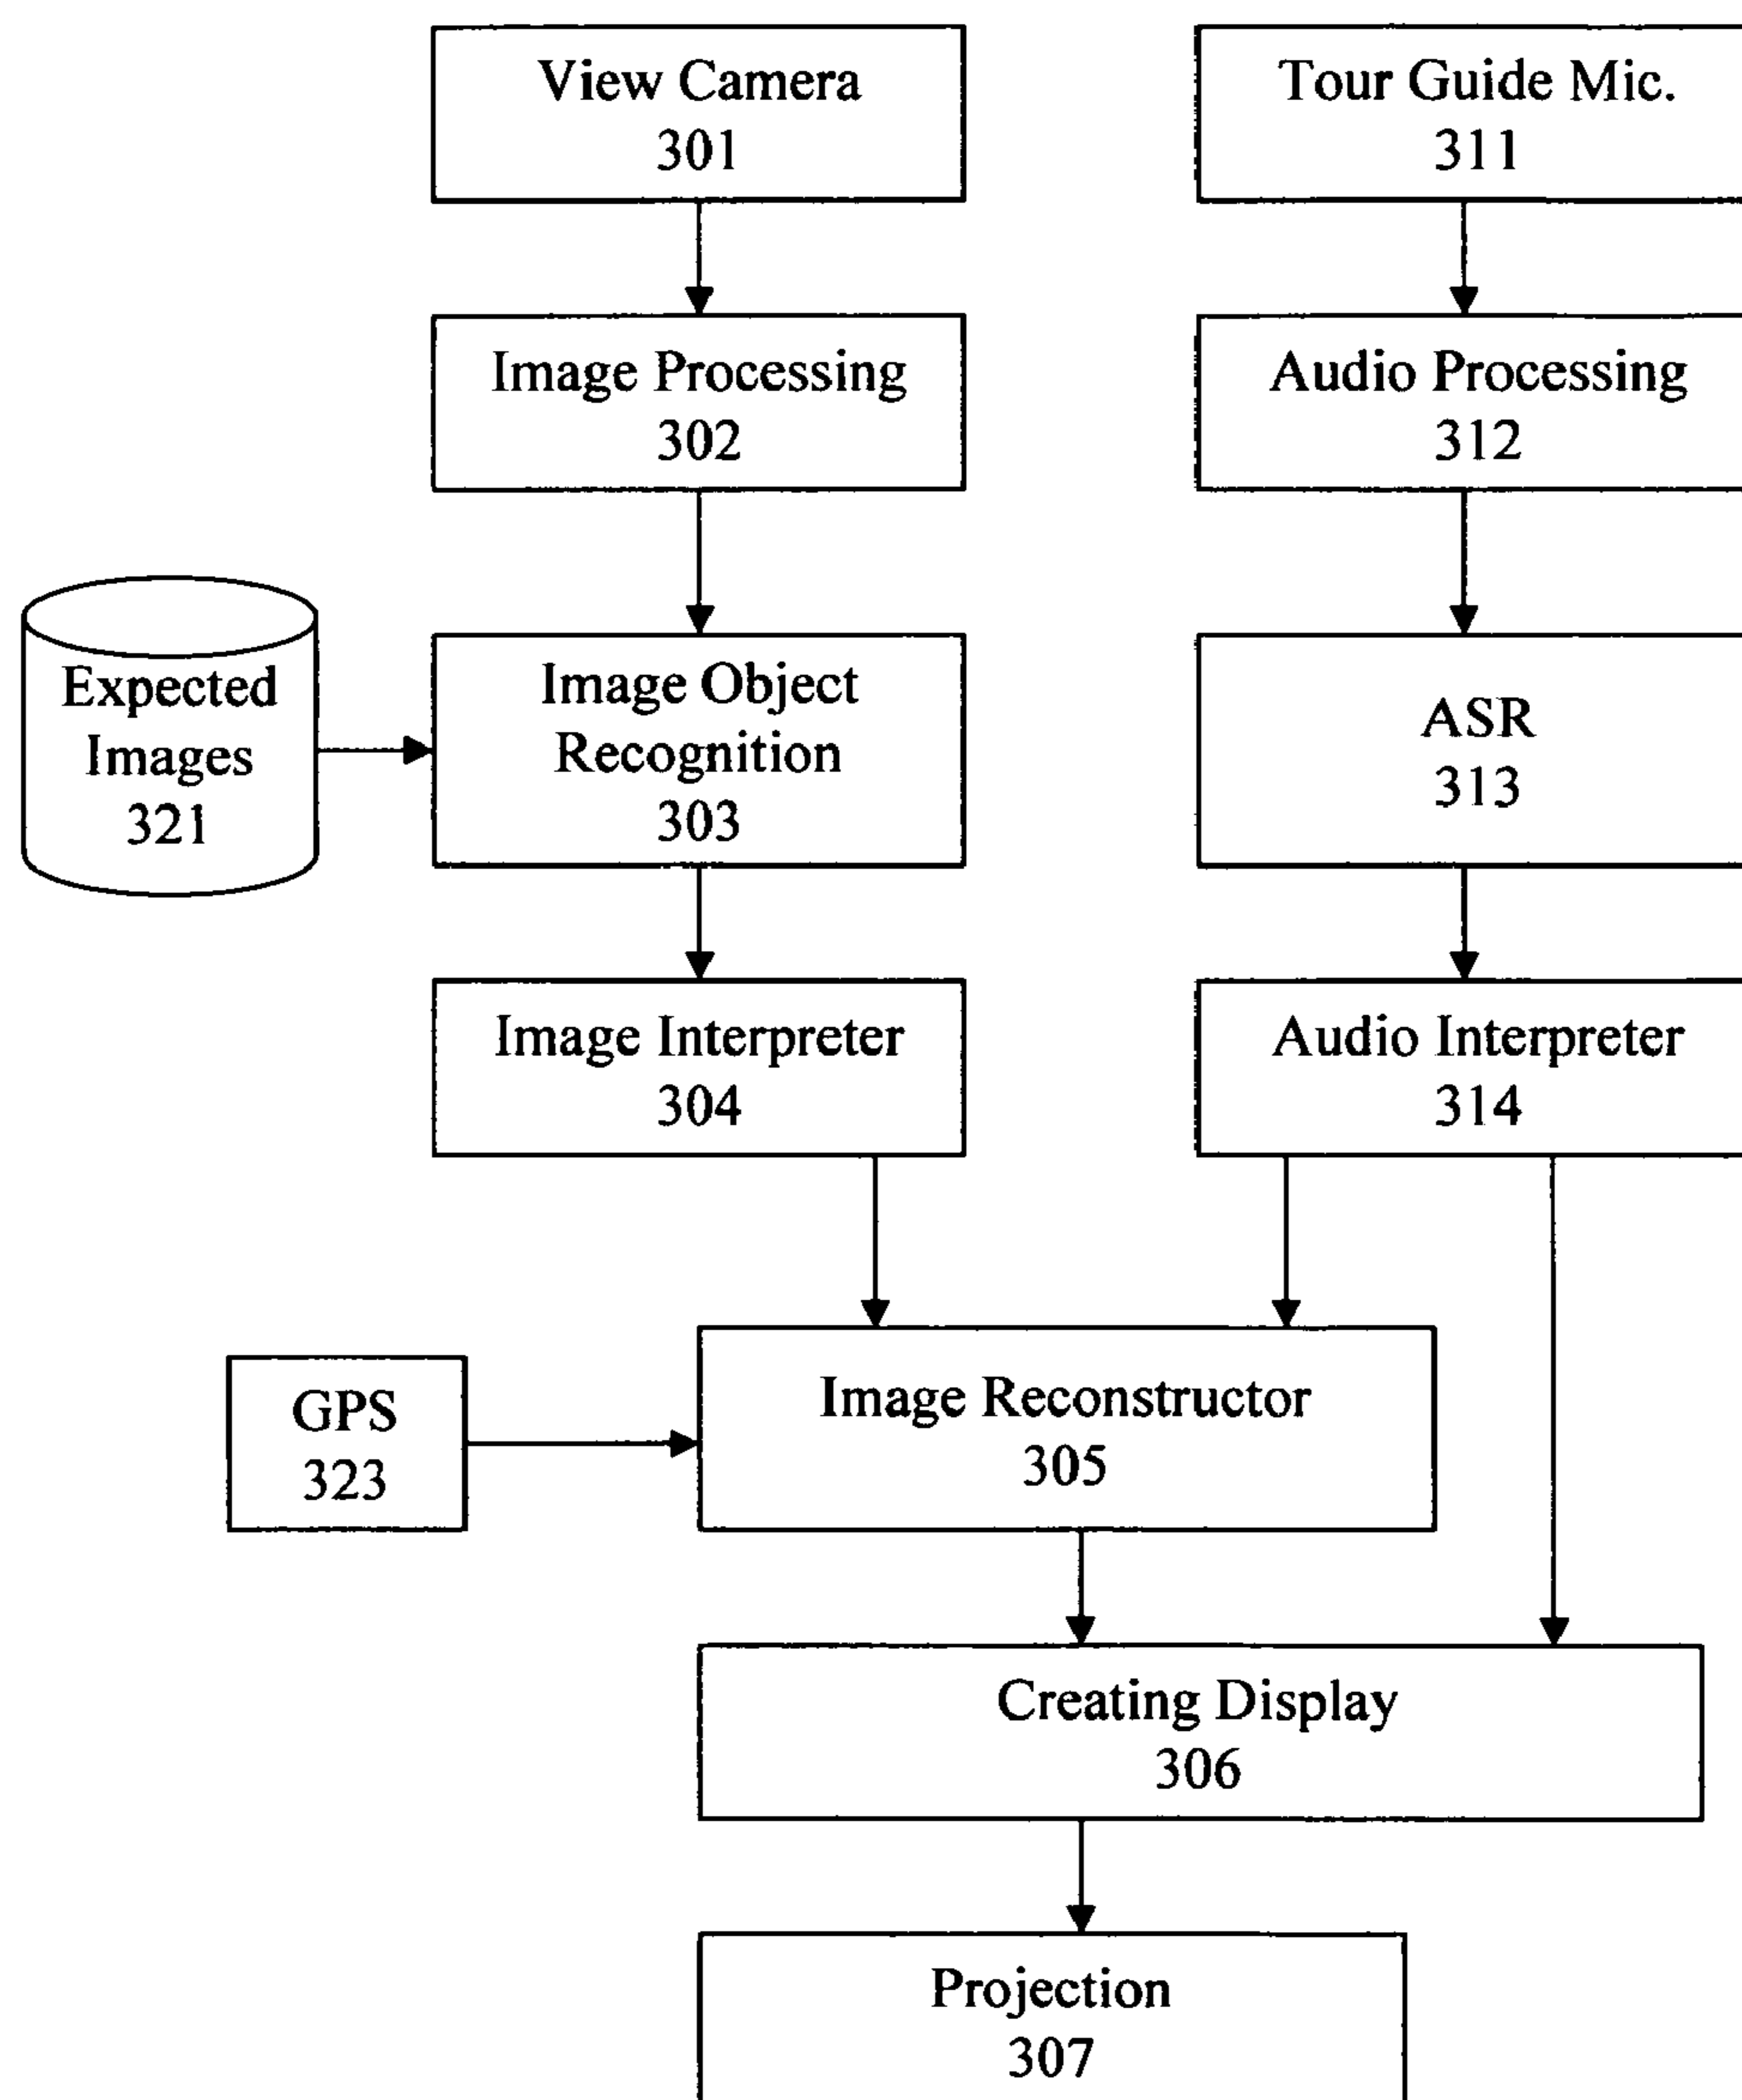 View Camera
301
Tour Guide Mic.
311
Image Processing
302
Audio Processing
312
Expected
Images
321
Image Object
Recognition
303
ASR
313
Image Interpreter
304
Audio Interpreter
314
GPS
323
Image Reconstructor
305
Creating Display
306
Projection
307